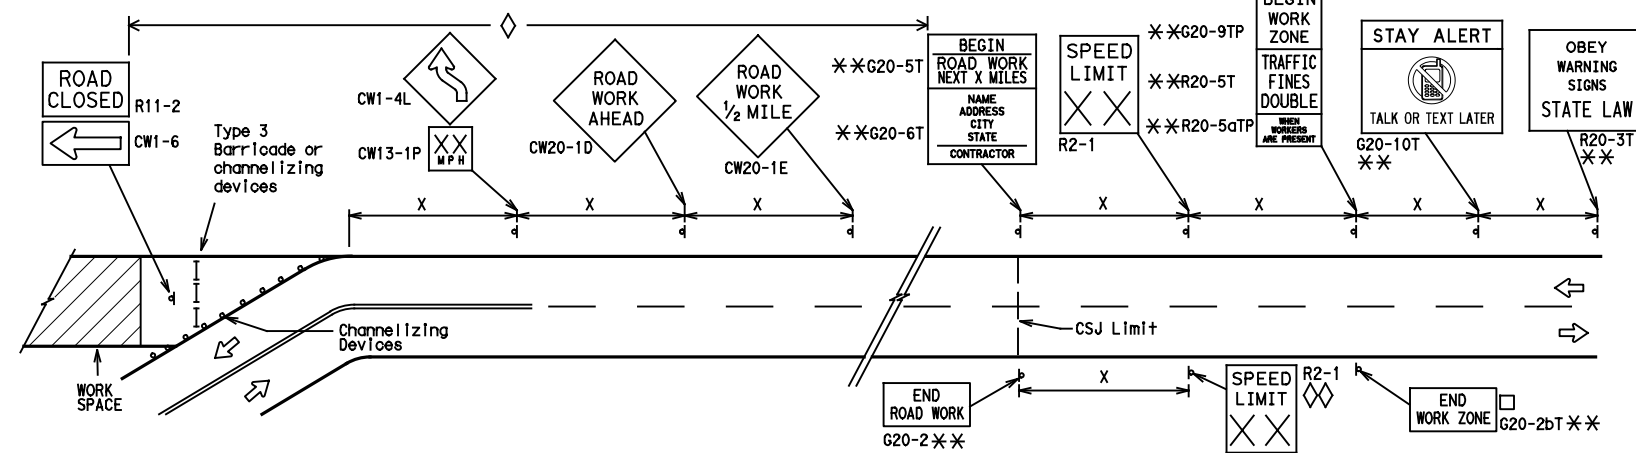 ROAD
CLOSED
R11-2
CW1-6
Type 3
Barricade or
channelizing
devices
CW1-4L
XX
MPH
CW13-1P
ROAD
WORK
AHEAD
CW20-1D
ROAD
WORK
1/2 MILE
CW20-1E
**G20-5T
**G20-6T
BEGIN
ROAD WORK
NEXT X MILES
NAME
ADDRESS
CITY
STATE
CONTRACTOR
SPEED
LIMIT
XX
R2-1
**G20-9TP
**R20-5T
**R20-5aTP
BEGIN
WORK
ZONE
TRAFFIC
FINES
DOUBLE
WHEN
WORKERS
ARE PRESENT
STAY ALERT
TALK OR TEXT LATER
G20-10T
**
OBEY
WARNING
SIGNS
STATE LAW
R20-3T
**
X
X
X
X
X
X
X
Channelizing
Devices
CSJ Limit
WORK
SPACE
END
ROAD WORK
G20-2**
X
SPEED
LIMIT
XX
R2-1
END
WORK ZONE
G20-2bT**